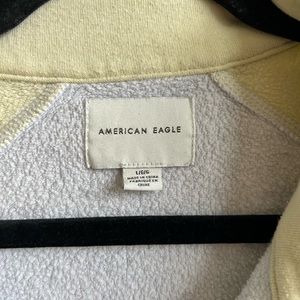 AMERICAN EAGLE
L/G/G
MADE IN CHINA
FABRIQUÉ EN
CHINE